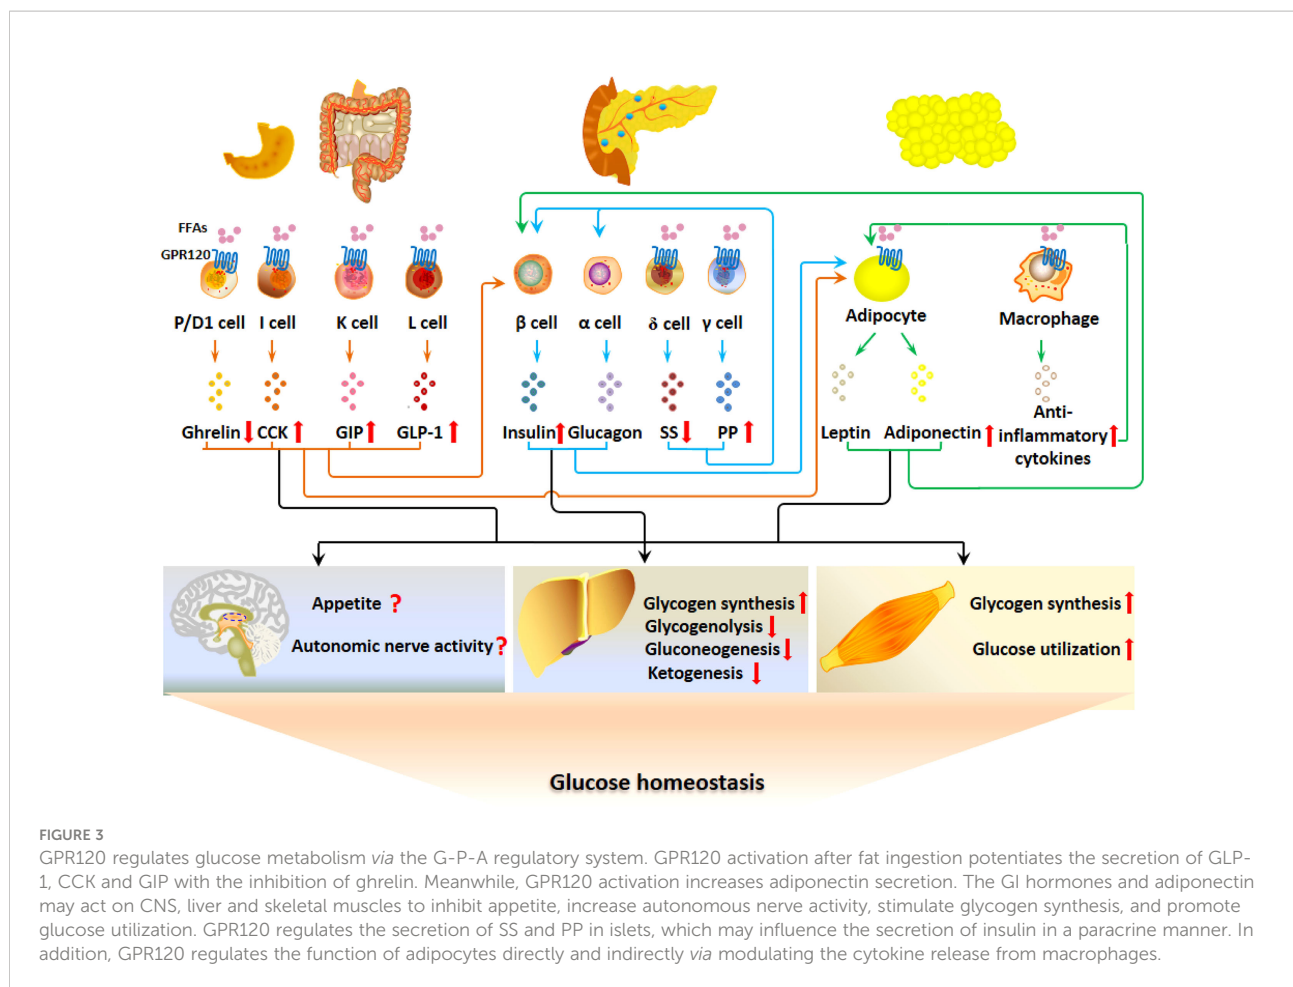 FFAs
GPR120
P/D1 cell I cell K cell L cell β cell α cell δ cell γ cell Adipocyte Macrophage
Ghrelin CCK GIP GLP-1 Insulin Glucagon SS PP Leptin Adiponectin Anti-
inflammatory
cytokines
Appetite ?
Autonomic nerve activity ?
Glycogen synthesis
Glycogenolysis
Gluconeogenesis
Ketogenesis
Glycogen synthesis
Glucose utilization
Glucose homeostasis
FIGURE 3
GPR120 regulates glucose metabolism via the G-P-A regulatory system. GPR120 activation after fat ingestion potentiates the secretion of GLP-
1, CCK and GIP with the inhibition of ghrelin. Meanwhile, GPR120 activation increases adiponectin secretion. The GI hormones and adiponectin
may act on CNS, liver and skeletal muscles to inhibit appetite, increase autonomous nerve activity, stimulate glycogen synthesis, and promote
glucose utilization. GPR120 regulates the secretion of SS and PP in islets, which may influence the secretion of insulin in a paracrine manner. In
addition, GPR120 regulates the function of adipocytes directly and indirectly via modulating the cytokine release from macrophages.